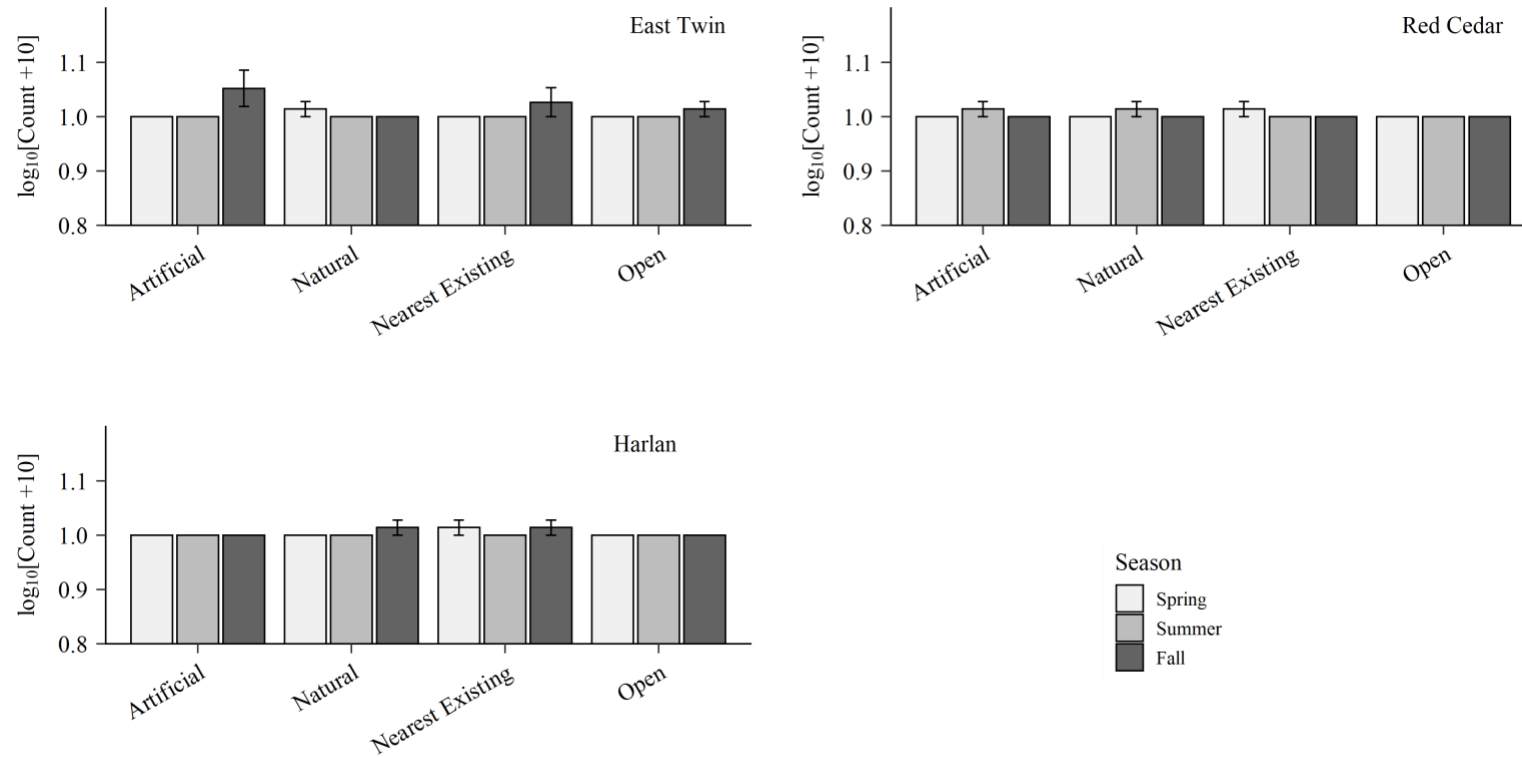 East Twin
log10[Count +10]
1.1
1.0
0.9
0.8
Artificial
Natural
Nearest Existing
Open
Red Cedar
log10[Count +10]
1.1
1.0
0.9
0.8
Artificial
Natural
Nearest Existing
Open
Harlan
log10[Count +10]
1.1
1.0
0.9
0.8
Artificial
Natural
Nearest Existing
Open
Season
Spring
Summer
Fall